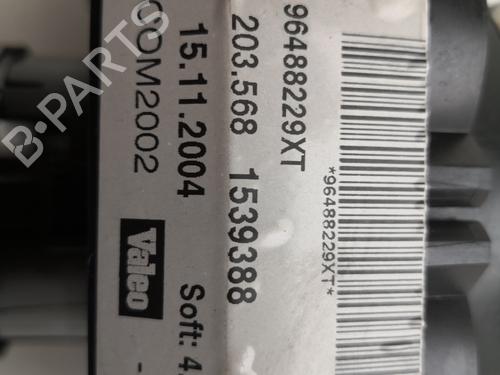 96488229XT
*96488229XT*
203.568 1539388
15.11.2004 Soft: 4.
COM2002 Valeo -
B-Parts